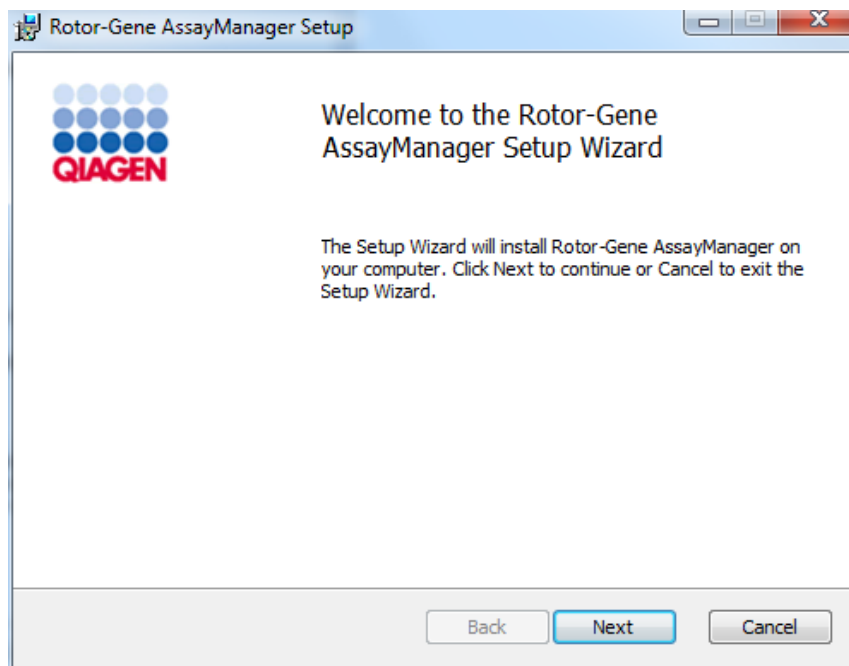 Rotor-Gene AssayManager Setup
QIAGEN
Welcome to the Rotor-Gene
AssayManager Setup Wizard
The Setup Wizard will install Rotor-Gene AssayManager on
your computer. Click Next to continue or Cancel to exit the
Setup Wizard.
Back
Next
Cancel